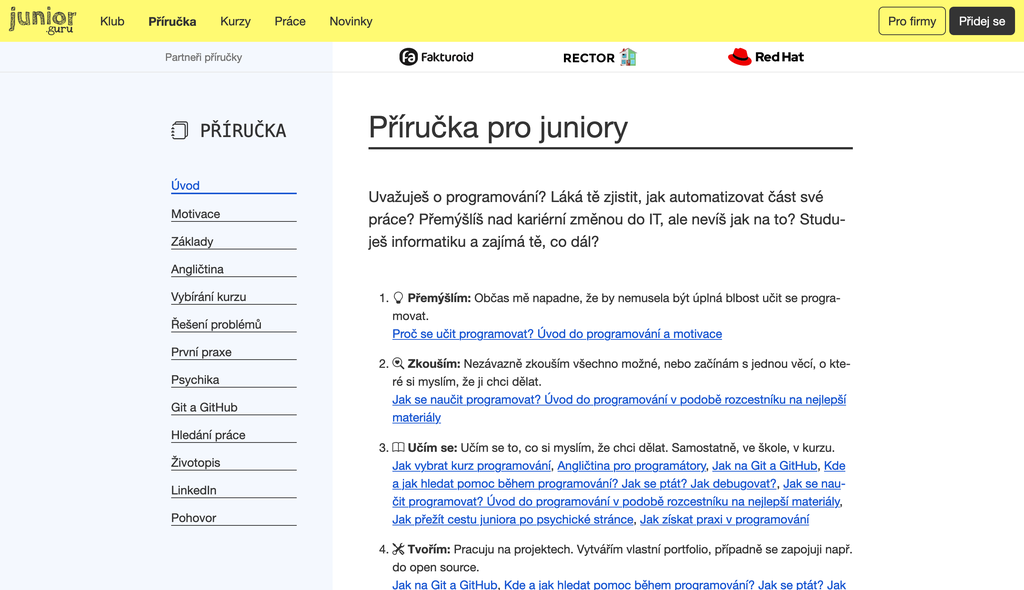 junior
.guru
Klub
Příručka
Kurzy
Práce
Novinky
Pro firmy
Přidej se
Partneři příručky
fa Fakturoid
RECTOR
Red Hat
PŘÍRUČKA
Úvod
Motivace
Základy
Angličtina
Vybírání kurzu
Řešení problémů
První praxe
Psychika
Git a GitHub
Hledání práce
Životopis
LinkedIn
Pohovor
Příručka pro juniory
Uvažuješ o programování? Láká tě zjistit, jak automatizovat část své
práce? Přemýšlíš nad kariérní změnou do IT, ale nevíš jak na to? Studu-
ješ informatiku a zajímá tě, co dál?
1. Přemýšlím: Občas mě napadne, že by nemusela být úplná blbost učit se progra-
movat.
Proč se učit programovat? Úvod do programování a motivace
2. Zkouším: Nezávazně zkouším všechno možné, nebo začínám s jednou věcí, o kte-
ré si myslím, že ji chci dělat.
Jak se naučit programovat? Úvod do programování v podobě rozcestníku na nejlepší
materiály
3. Učím se: Učím se to, co si myslím, že chci dělat. Samostatně, ve škole, v kurzu.
Jak vybrat kurz programování, Angličtina pro programátory, Jak na Git a GitHub, Kde
a jak hledat pomoc během programování? Jak se ptát? Jak debugovat?, Jak se nau-
čit programovat? Úvod do programování v podobě rozcestníku na nejlepší materiály,
Jak přežít cestu juniora po psychické stránce, Jak získat praxi v programování
4. Tvořím: Pracuju na projektech. Vytvářím vlastní portfolio, případně se zapojuji např.
do open source.
Jak na Git a GitHub, Kde a jak hledat pomoc během programování? Jak se ptát? Jak